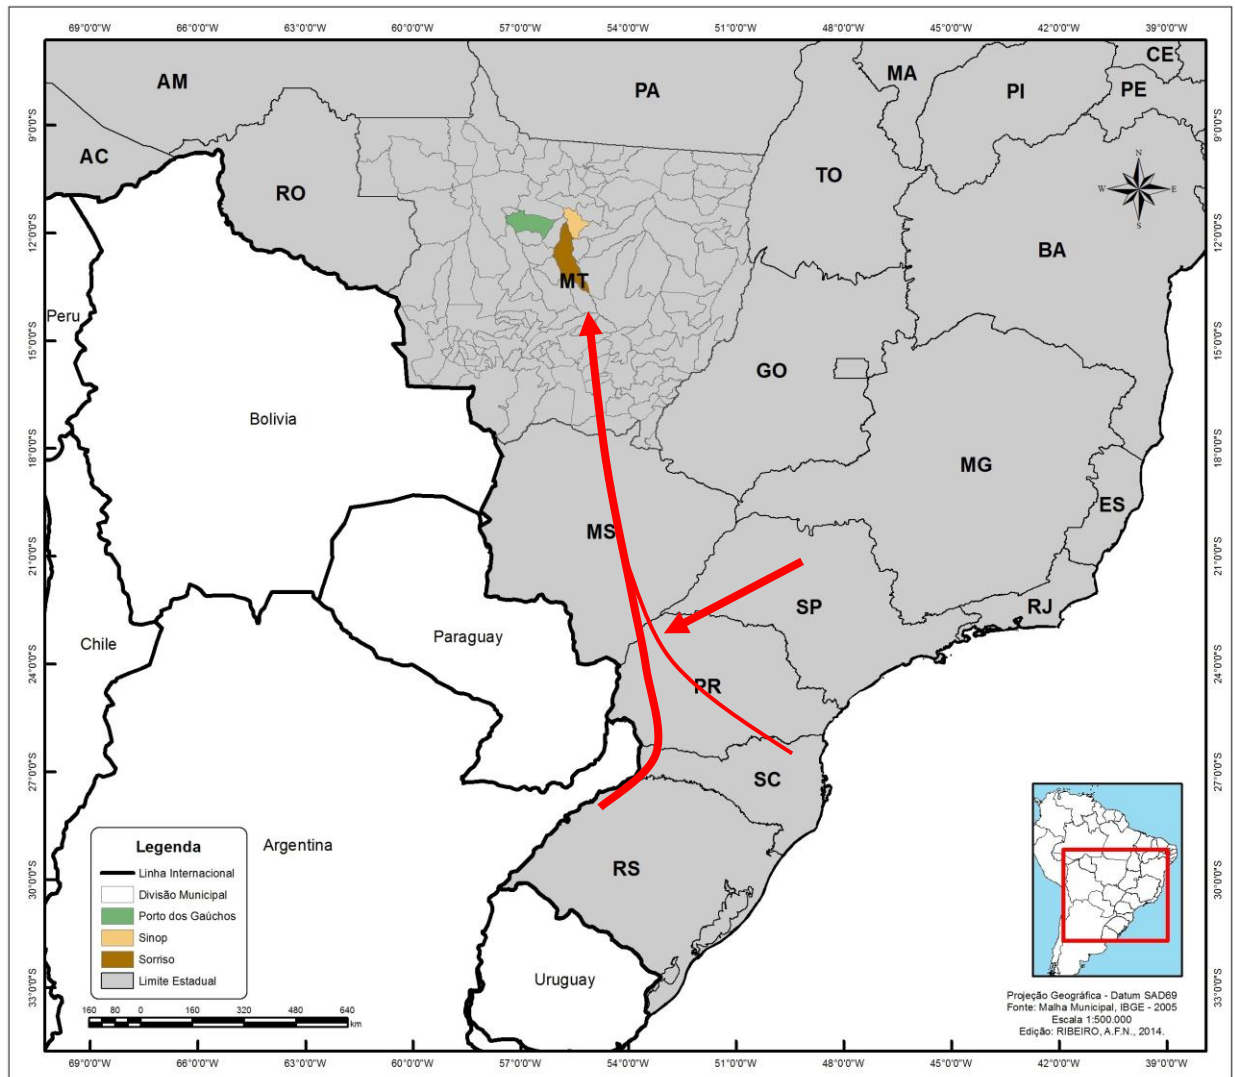 69°0'0"W 66°0'0"W 63°0'0"W 60°0'0"W 57°0'0"W 54°0'0"W 51°0'0"W 48°0'0"W 45°0'0"W 42°0'0"W 39°0'0"W
AM
PA
MA
PI
CE
PE
9°0'0"S
9°0'0"S
AC
RO
TO
N
W E
S
12°0'0"S
12°0'0"S
BA
MT
Peru
15°0'0"S
15°0'0"S
GO
Bolivia
18°0'0"S
18°0'0"S
MG
ES
MS
21°0'0"S
21°0'0"S
SP
RJ
Chile
Paraguay
24°0'0"S
24°0'0"S
PR
27°0'0"S
27°0'0"S
SC
Argentina
RS
30°0'0"S
30°0'0"S
Uruguay
33°0'0"S
33°0'0"S
Legenda
Linha Internacional
Divisão Municipal
Porto dos Gaúchos
Sinop
Sorriso
Limite Estadual
160 80 0 160 320 480 640
km
Projeção Geográfica - Datum SAD69
Fonte: Malha Municipal, IBGE - 2005
Escala 1:500.000
Edição: RIBEIRO, A.F.N., 2014.
69°0'0"W 66°0'0"W 63°0'0"W 60°0'0"W 57°0'0"W 54°0'0"W 51°0'0"W 48°0'0"W 45°0'0"W 42°0'0"W 39°0'0"W